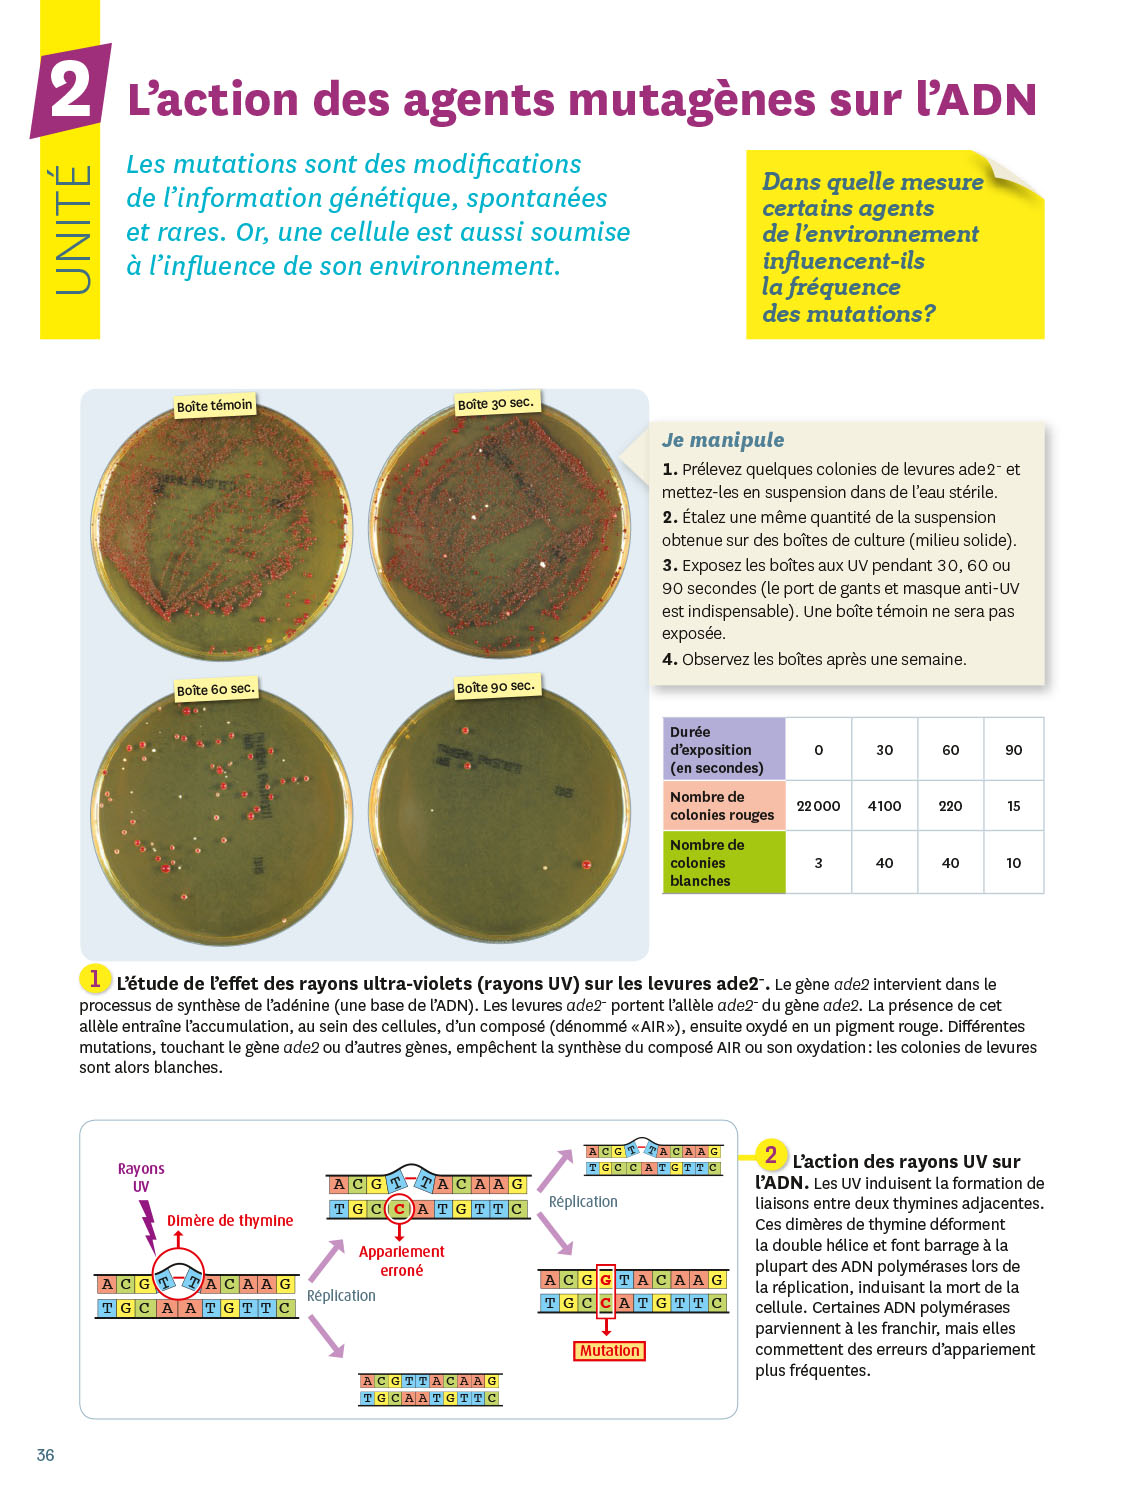 2
UNITÉ
L’action des agents mutagènes sur l’ADN
Les mutations sont des modifications
de l’information génétique, spontanées
et rares. Or, une cellule est aussi soumise
à l’influence de son environnement.
Dans quelle mesure
certains agents
de l’environnement
influencent-ils
la fréquence
des mutations?
Boîte témoin
Boîte 30 sec.
Boîte 60 sec.
Boîte 90 sec.
Je manipule
1. Prélevez quelques colonies de levures ade2⁻ et
mettez-les en suspension dans de l’eau stérile.
2. Étalez une même quantité de la suspension
obtenue sur des boîtes de culture (milieu solide).
3. Exposez les boîtes aux UV pendant 30, 60 ou
90 secondes (le port de gants et masque anti-UV
est indispensable). Une boîte témoin ne sera pas
exposée.
4. Observez les boîtes après une semaine.
Durée
d’exposition
(en secondes)
0 30 60 90
Nombre de
colonies rouges
22 000 4 100 220 15
Nombre de
colonies
blanches
3 40 40 10
1 L’étude de l’effet des rayons ultra-violets (rayons UV) sur les levures ade2⁻. Le gène ade2 intervient dans le
processus de synthèse de l’adénine (une base de l’ADN). Les levures ade2⁻ portent l’allèle ade2⁻ du gène ade2. La présence de cet
allèle entraîne l’accumulation, au sein des cellules, d’un composé (dénommé «AIR»), ensuite oxydé en un pigment rouge. Différentes
mutations, touchant le gène ade2 ou d’autres gènes, empêchent la synthèse du composé AIR ou son oxydation : les colonies de levures
sont alors blanches.
Rayons
UV
Dimère de thymine
A C G T T A C A A G
T G C A A T G T T C
Réplication
A C G T T A C A A G
T G C C A T G T T C
Appariement
erroné
A C G T T A C A A G
T G C A A T G T T C
Réplication
A C G T T A C A A G
T G C C A T G T T C
A C G G T A C A A G
T G C C A T G T T C
Mutation
2 L’action des rayons UV sur
l’ADN. Les UV induisent la formation de
liaisons entre deux thymines adjacentes.
Ces dimères de thymine déforment
la double hélice et font barrage à la
plupart des ADN polymérases lors de
la réplication, induisant la mort de la
cellule. Certaines ADN polymérases
parviennent à les franchir, mais elles
commettent des erreurs d’appariement
plus fréquentes.
36